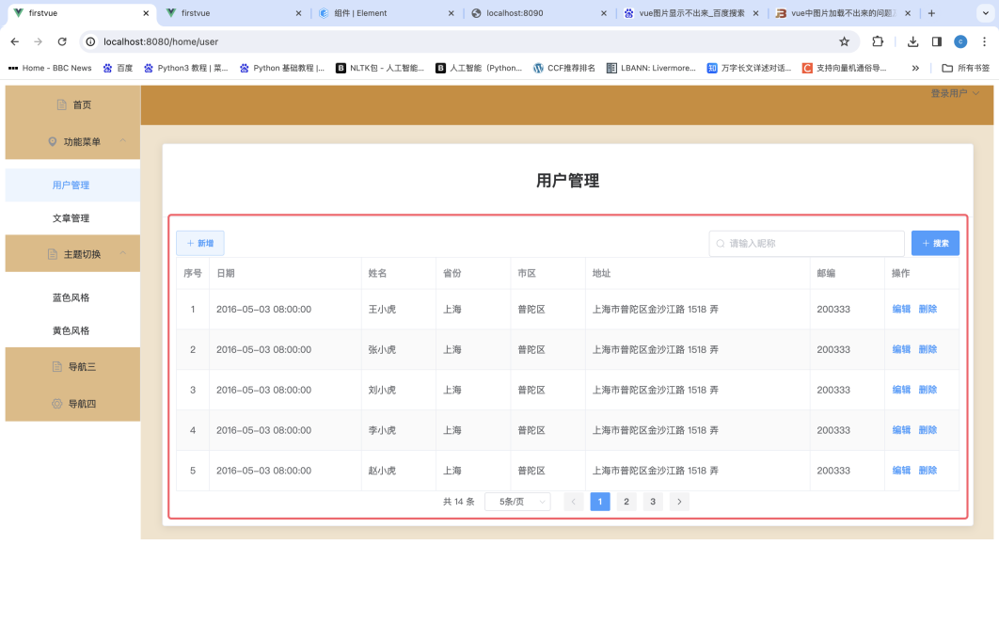 firstvue
firstvue
组件 | Element
localhost:8090
vue图片显示不出来_百度搜索
vue中图片加载不出来的问题
localhost:8080/home/user
Home - BBC News
百度
Python3 教程 | 菜...
Python 基础教程 |...
NLTK包 - 人工智能...
人工智能（Python...
CCF推荐排名
LBANN: Livermore...
万字长文详述对话...
支持向量机通俗导...
所有书签
首页
功能菜单
用户管理
文章管理
主题切换
蓝色风格
黄色风格
导航三
导航四
登录用户
用户管理
新增
请输入昵称
搜索
序号 日期 姓名 省份 市区 地址 邮编 操作
1 2016-05-03 08:00:00 王小虎 上海 普陀区 上海市普陀区金沙江路 1518 弄 200333 编辑 删除
2 2016-05-03 08:00:00 张小虎 上海 普陀区 上海市普陀区金沙江路 1518 弄 200333 编辑 删除
3 2016-05-03 08:00:00 刘小虎 上海 普陀区 上海市普陀区金沙江路 1518 弄 200333 编辑 删除
4 2016-05-03 08:00:00 李小虎 上海 普陀区 上海市普陀区金沙江路 1518 弄 200333 编辑 删除
5 2016-05-03 08:00:00 赵小虎 上海 普陀区 上海市普陀区金沙江路 1518 弄 200333 编辑 删除
共 14 条 5条/页 1 2 3